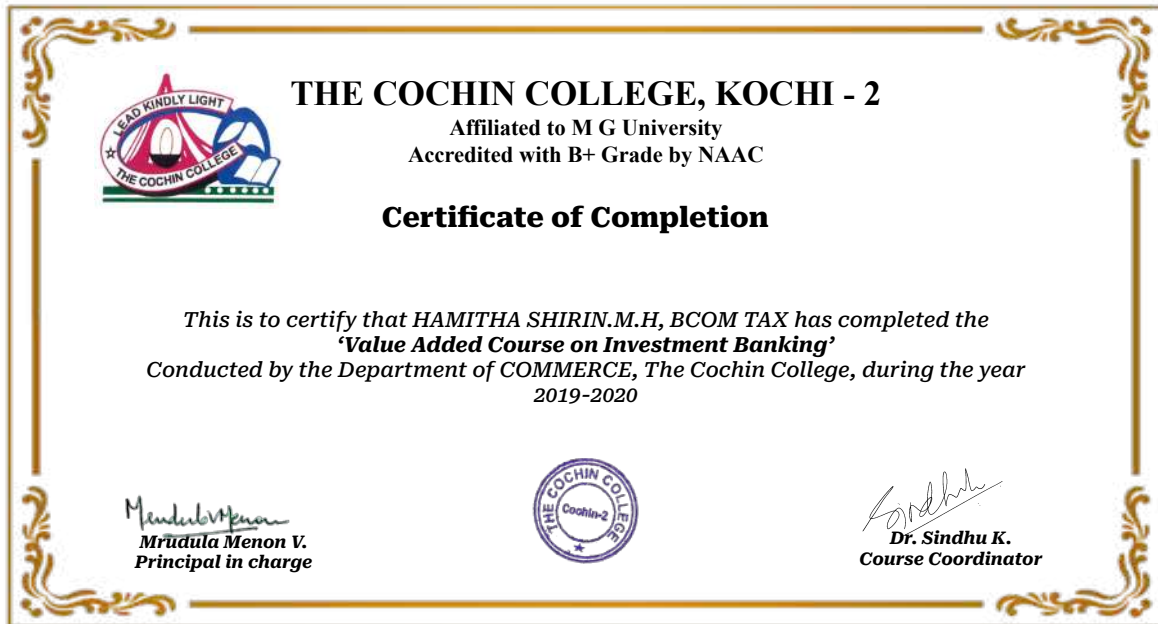 LEAD KINDLY LIGHT
THE COCHIN COLLEGE
THE COCHIN COLLEGE, KOCHI - 2
Affiliated to M G University
Accredited with B+ Grade by NAAC
Certificate of Completion
This is to certify that HAMITHA SHIRIN.M.H, BCOM TAX has completed the
‘Value Added Course on Investment Banking’
Conducted by the Department of COMMERCE, The Cochin College, during the year
2019-2020
MrudulaVMenon
Mrudula Menon V.
Principal in charge
THE COCHIN COLLEGE
Cochin-2
Sindhu
Dr. Sindhu K.
Course Coordinator